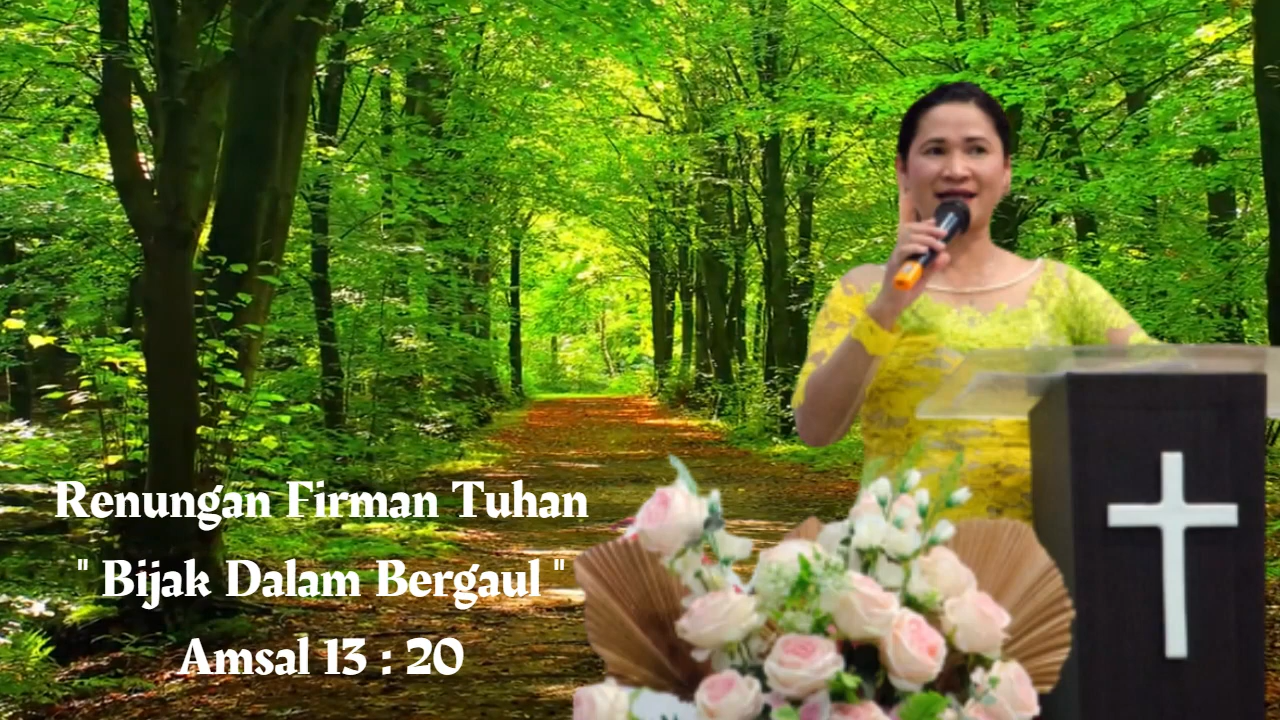 Renungan Firman Tuhan
" Bijak Dalam Bergaul "
Amsal 13 : 20